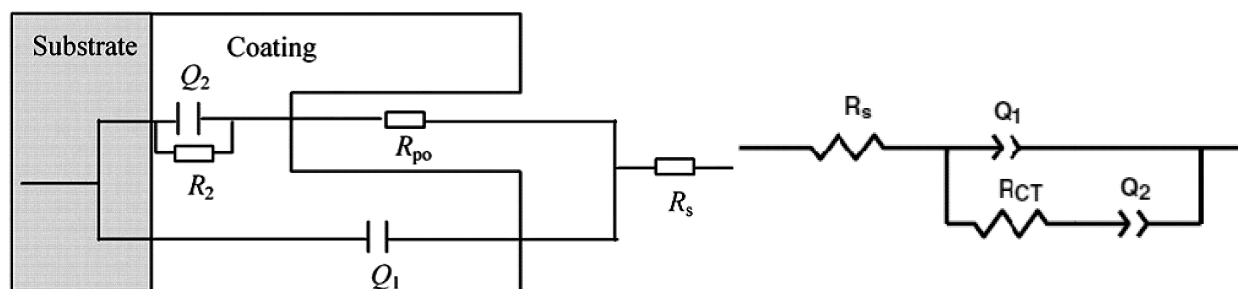 Substrate Coating
Q2
R2
Rpo
Rs
Q1
Rs
Q1
RCT
Q2